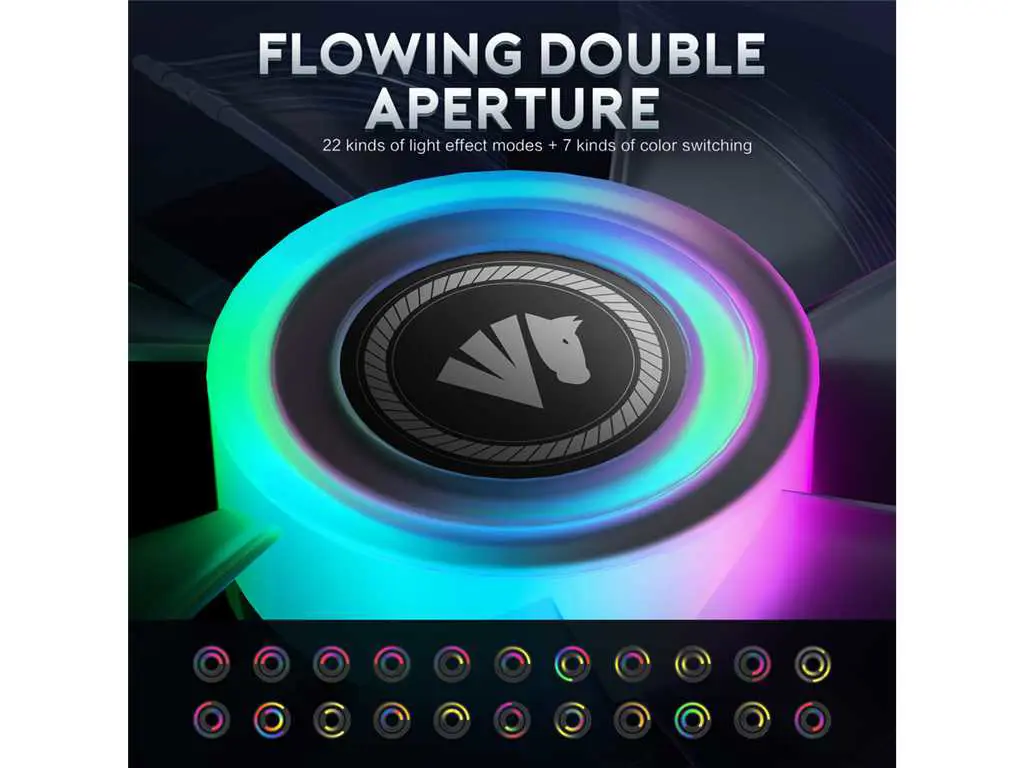 FLOWING DOUBLE
APERTURE
22 kinds of light effect modes + 7 kinds of color switching